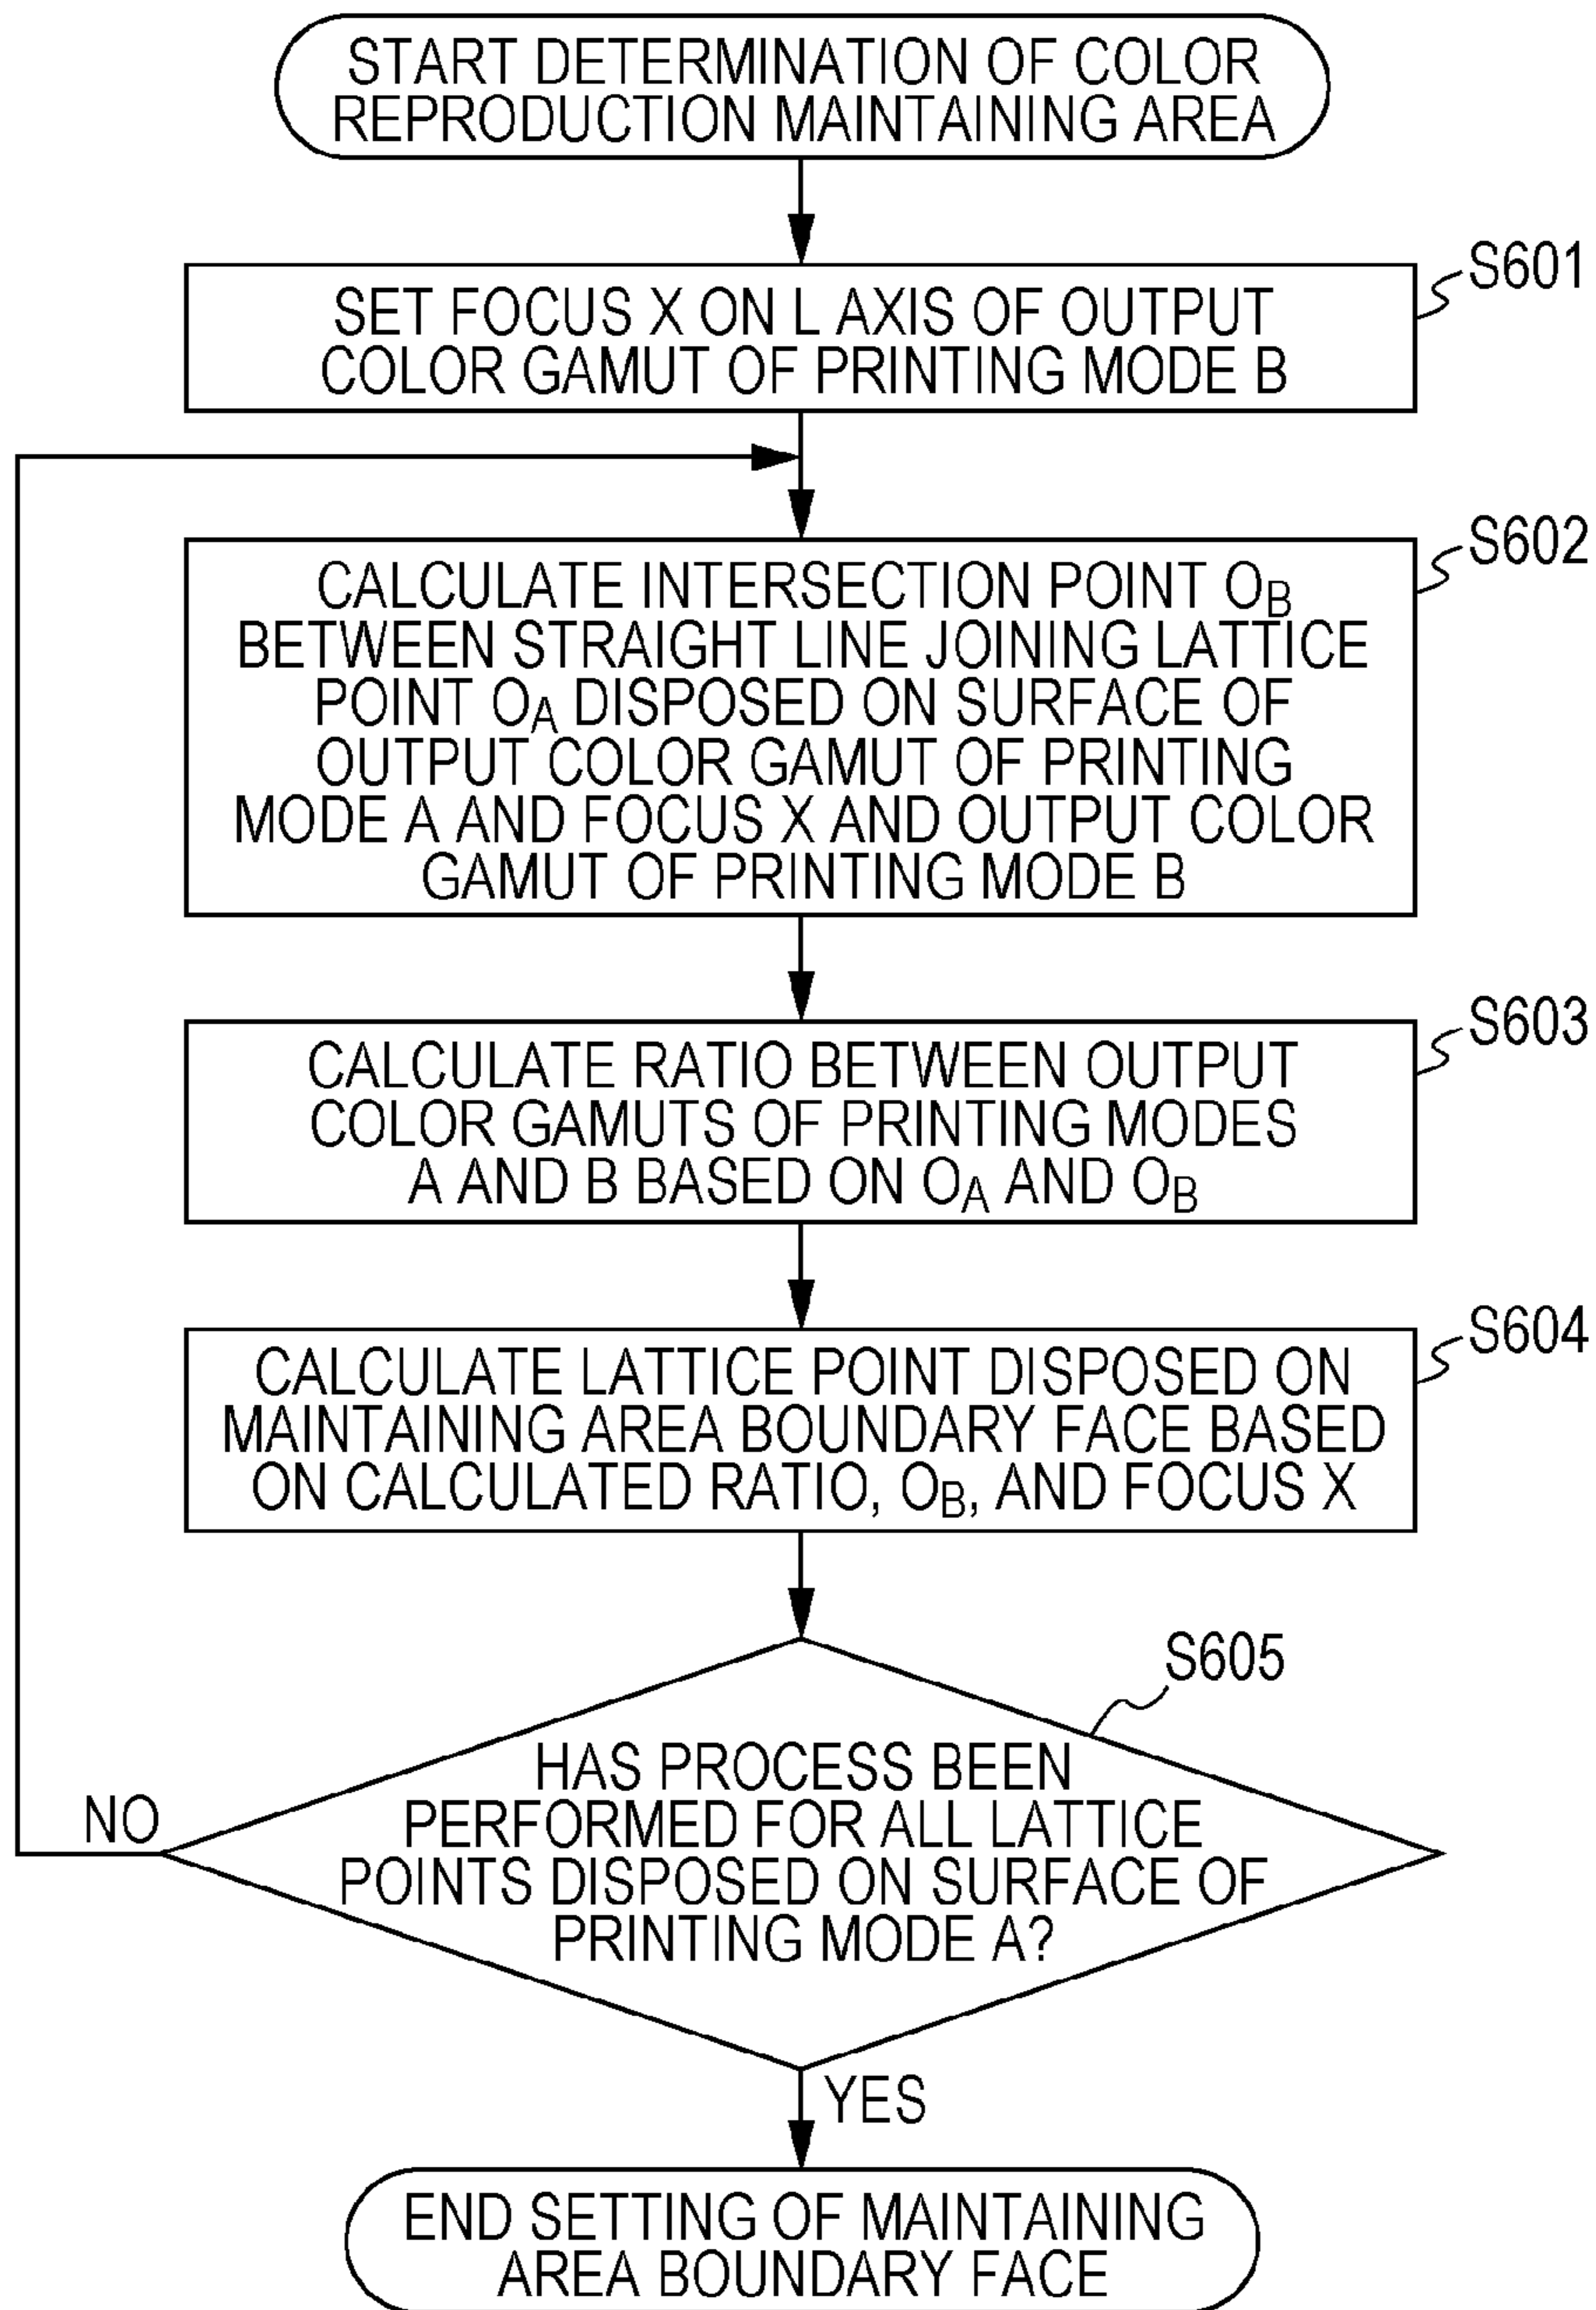 START DETERMINATION OF COLOR
REPRODUCTION MAINTAINING AREA
S601
SET FOCUS X ON L AXIS OF OUTPUT
COLOR GAMUT OF PRINTING MODE B
S602
CALCULATE INTERSECTION POINT OB
BETWEEN STRAIGHT LINE JOINING LATTICE
POINT OA DISPOSED ON SURFACE OF
OUTPUT COLOR GAMUT OF PRINTING
MODE A AND FOCUS X AND OUTPUT COLOR
GAMUT OF PRINTING MODE B
S603
CALCULATE RATIO BETWEEN OUTPUT
COLOR GAMUTS OF PRINTING MODES
A AND B BASED ON OA AND OB
S604
CALCULATE LATTICE POINT DISPOSED ON
MAINTAINING AREA BOUNDARY FACE BASED
ON CALCULATED RATIO, OB, AND FOCUS X
S605
HAS PROCESS BEEN
PERFORMED FOR ALL LATTICE
POINTS DISPOSED ON SURFACE OF
PRINTING MODE A?
NO
YES
END SETTING OF MAINTAINING
AREA BOUNDARY FACE